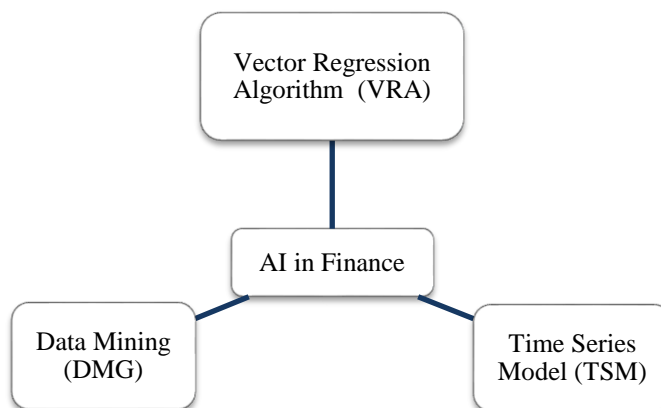 Vector Regression
Algorithm (VRA)
AI in Finance
Data Mining
(DMG)
Time Series
Model (TSM)